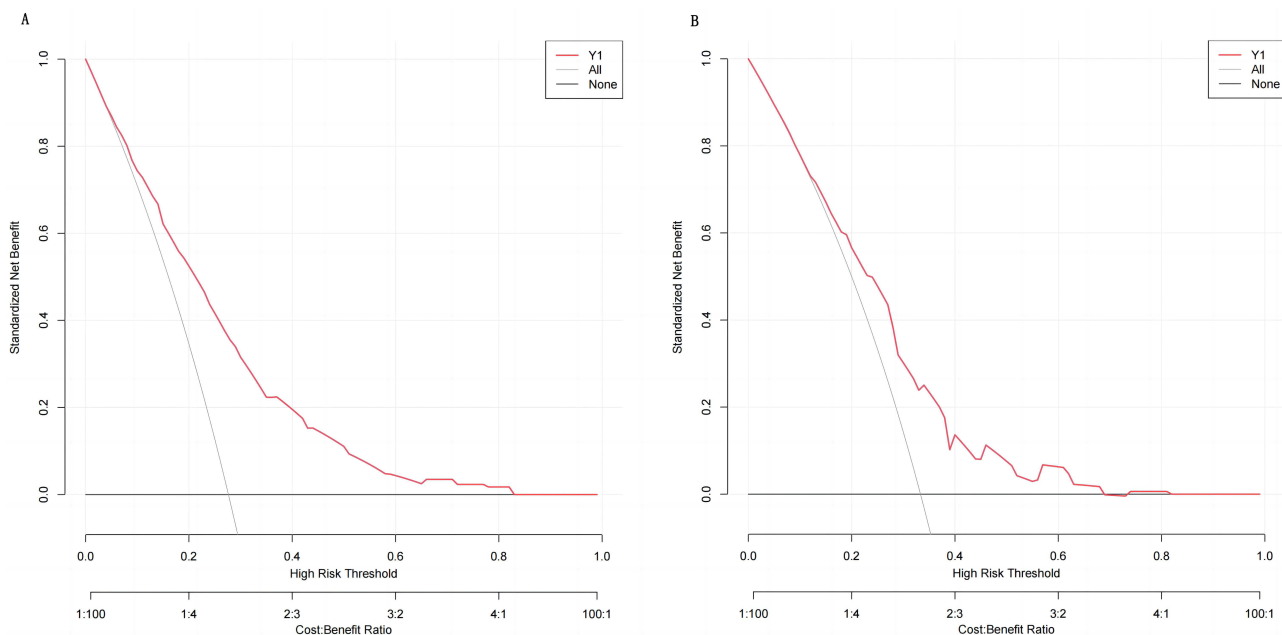 A
Y1
All
None
Standardized Net Benefit
1.0
0.8
0.6
0.4
0.2
0.0
0.0 0.2 0.4 0.6 0.8 1.0
High Risk Threshold
1:100 1:4 2:3 3:2 4:1 100:1
Cost:Benefit Ratio
B
Y1
All
None
Standardized Net Benefit
1.0
0.8
0.6
0.4
0.2
0.0
0.0 0.2 0.4 0.6 0.8 1.0
High Risk Threshold
1:100 1:4 2:3 3:2 4:1 100:1
Cost:Benefit Ratio